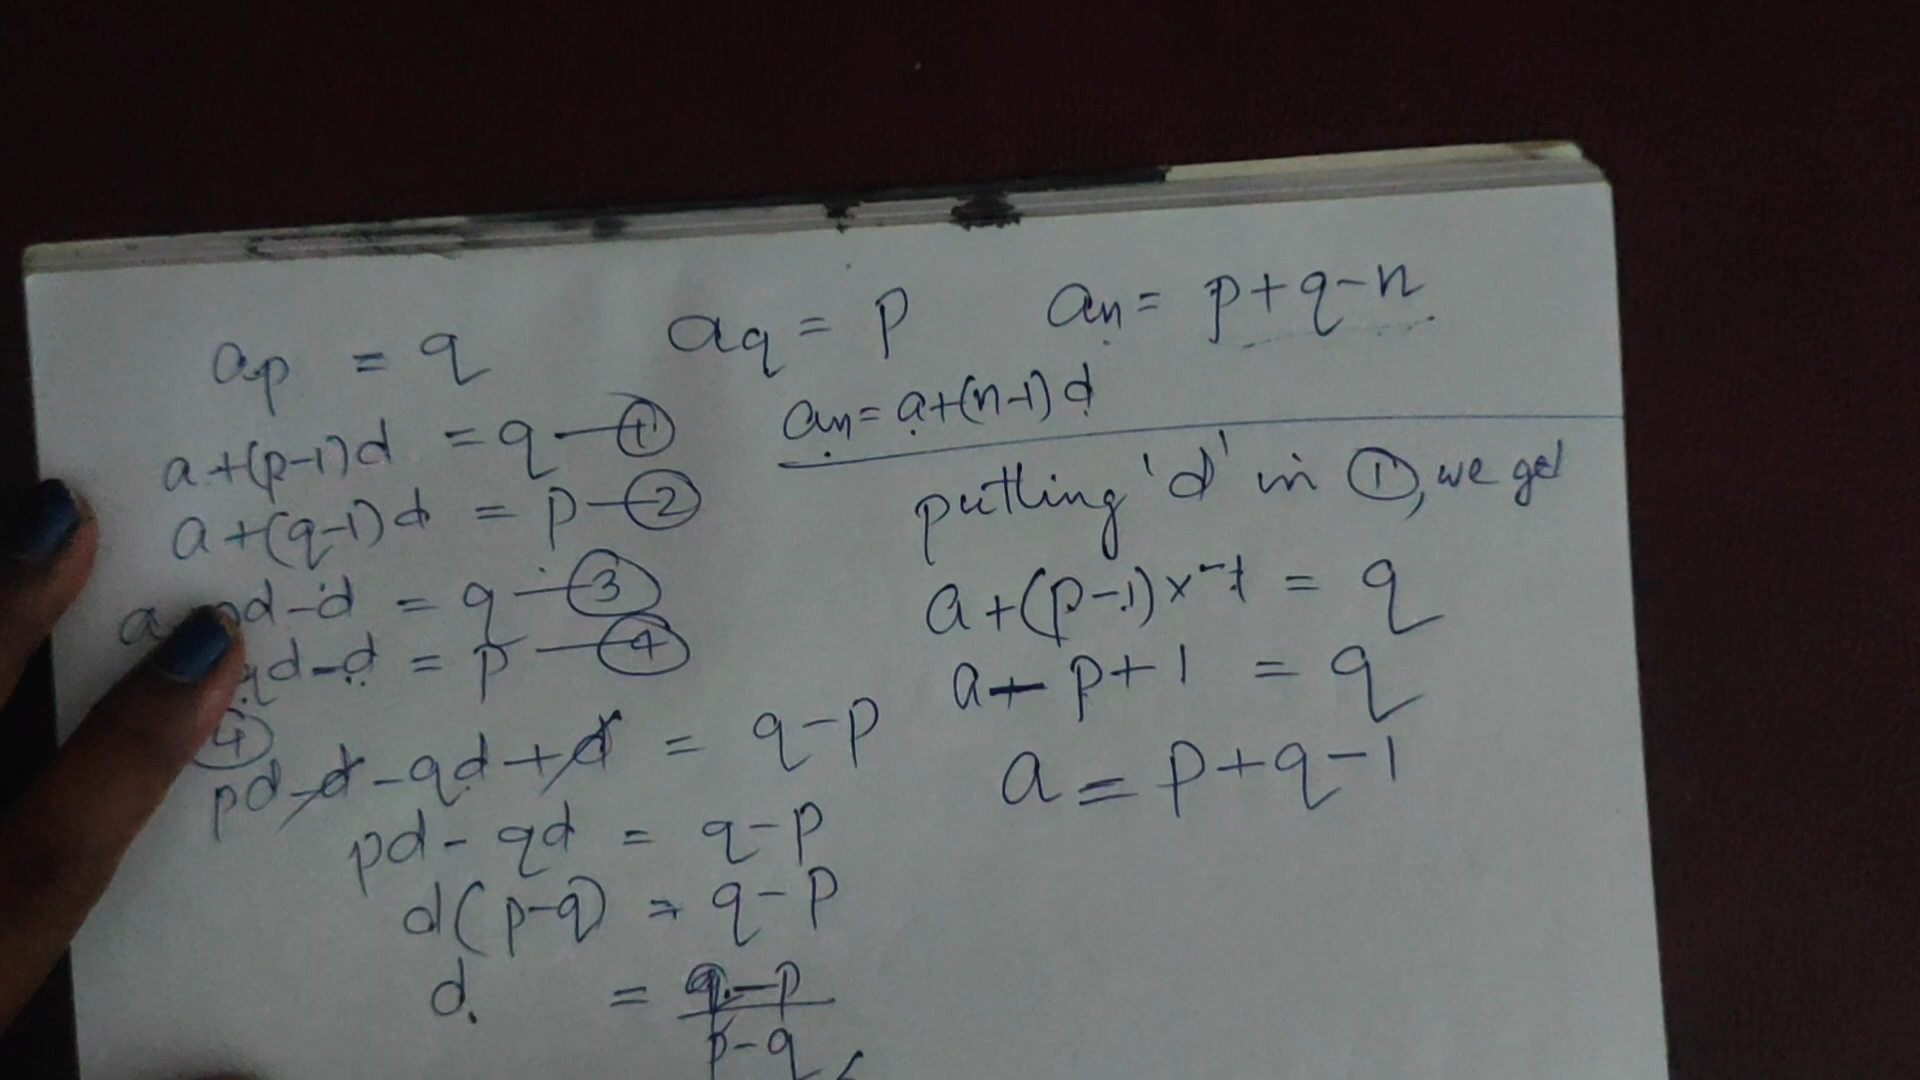 ap = q aq = p an = p+q-n
a+(p-1)d = q — ①
a+(q-1)d = p — ②
a pd-d = q — ③
qd-d = p — ④
④
pd-d-qd+d = q-p
pd-qd = q-p
d(p-q) = q-p
d. = q-p
p-q
an = a+(n-1)d
putting 'd' in ①, we get
a+(p-1)x-1 = q
a-p+1 = q
a = p+q-1